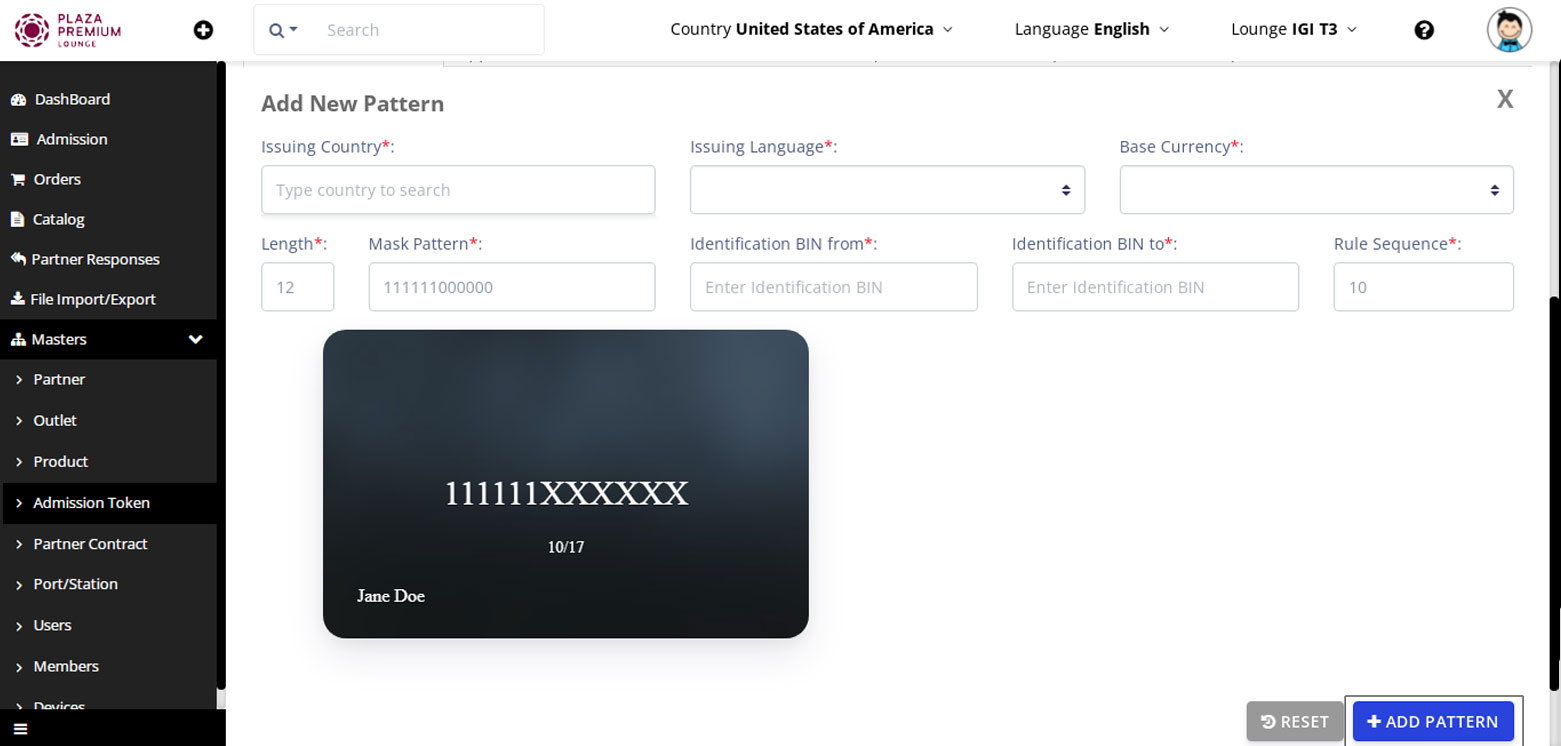 PLAZA
PREMIUM
LOUNGE
Search
Country United States of America
Language English
Lounge IGI T3
DashBoard
Admission
Orders
Catalog
Partner Responses
File Import/Export
Masters
Partner
Outlet
Product
Admission Token
Partner Contract
Port/Station
Users
Members
Devices
Add New Pattern
X
Issuing Country*:
Issuing Language*:
Base Currency*:
Type country to search
Length*:
Mask Pattern*:
Identification BIN from*:
Identification BIN to*:
Rule Sequence*:
12
111111000000
Enter Identification BIN
Enter Identification BIN
10
111111XXXXXX
10/17
Jane Doe
RESET
ADD PATTERN